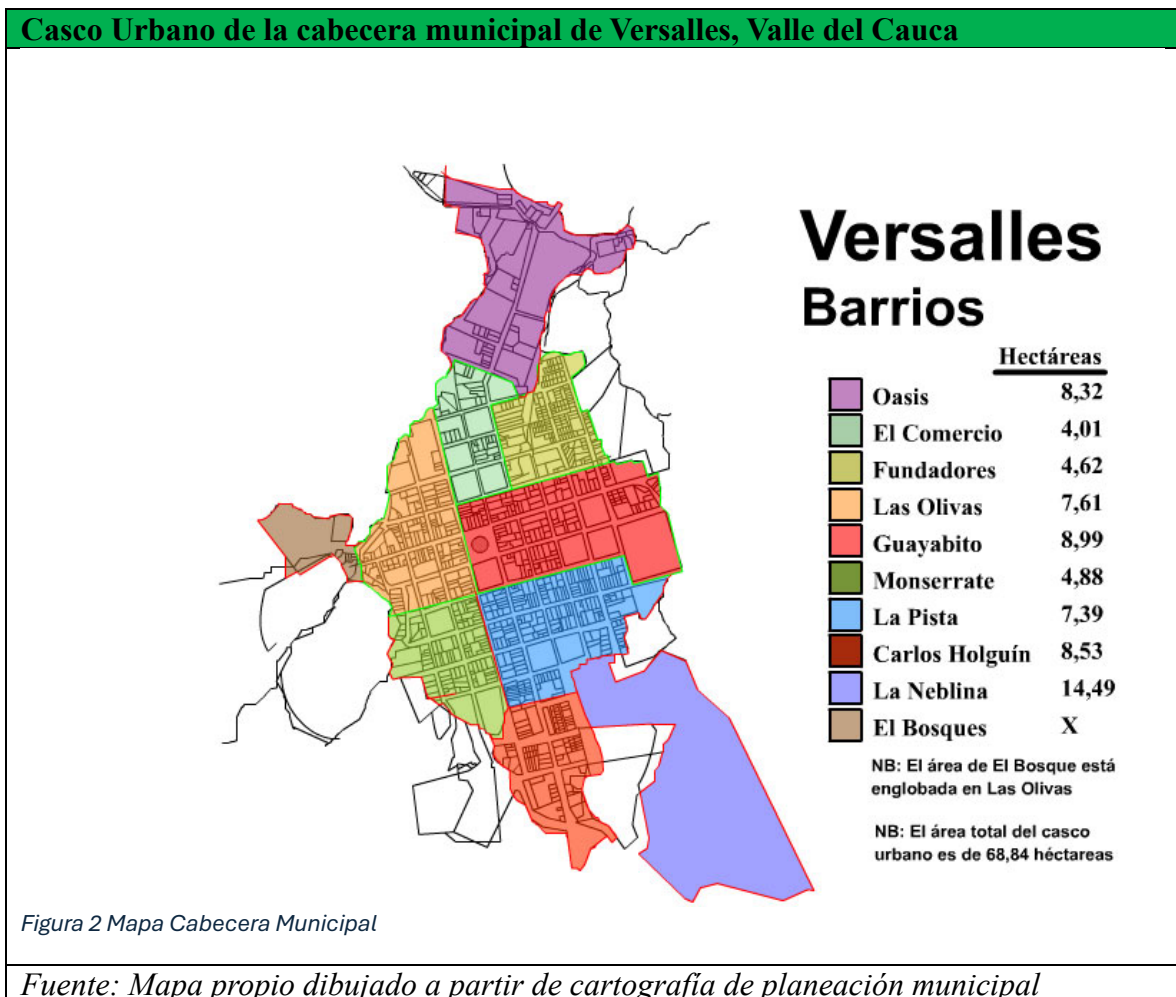 Casco Urbano de la cabecera municipal de Versalles, Valle del Cauca
Versalles
Barrios
Hectáreas
Oasis 8,32
El Comercio 4,01
Fundadores 4,62
Las Olivas 7,61
Guayabito 8,99
Monserrate 4,88
La Pista 7,39
Carlos Holguín 8,53
La Neblina 14,49
El Bosques X
NB: El área de El Bosque está
englobada en Las Olivas
NB: El área total del casco
urbano es de 68,84 héctareas
Figura 2 Mapa Cabecera Municipal
Fuente: Mapa propio dibujado a partir de cartografía de planeación municipal